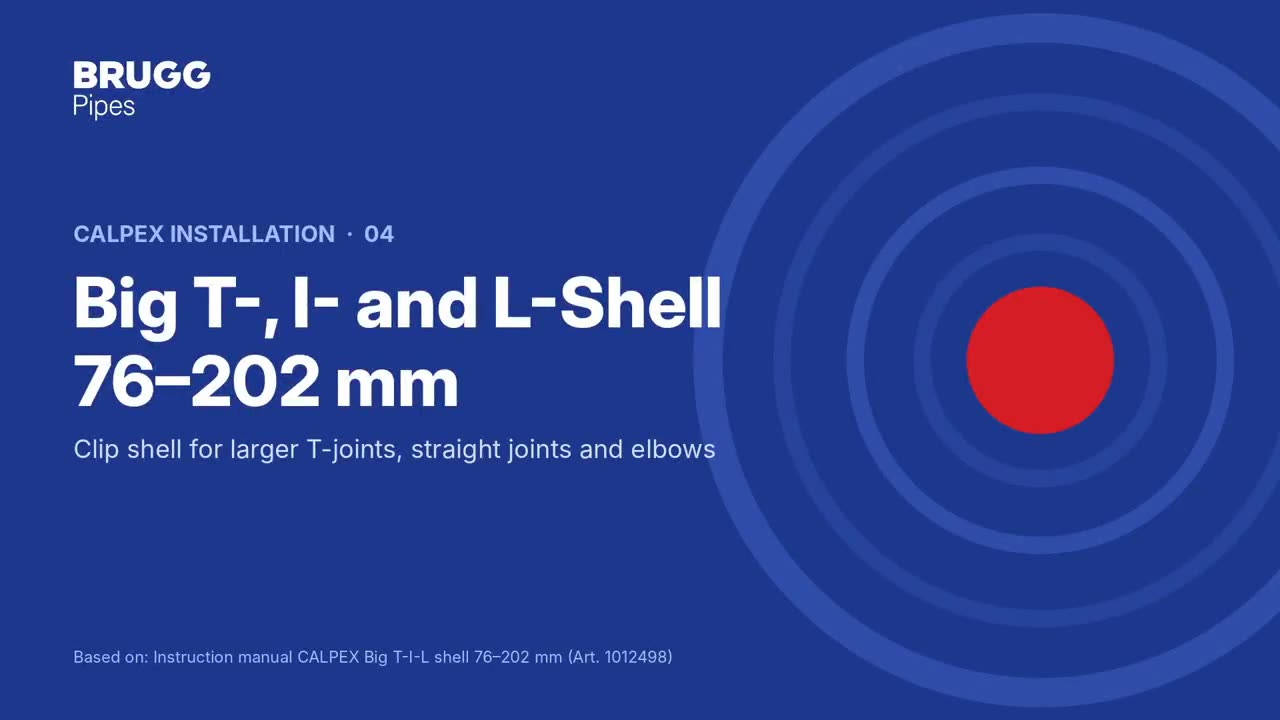 BRUGG
Pipes
CALPEX INSTALLATION · 04
Big T-, I- and L-Shell
76–202 mm
Clip shell for larger T-joints, straight joints and elbows
Based on: Instruction manual CALPEX Big T-I-L shell 76–202 mm (Art. 1012498)